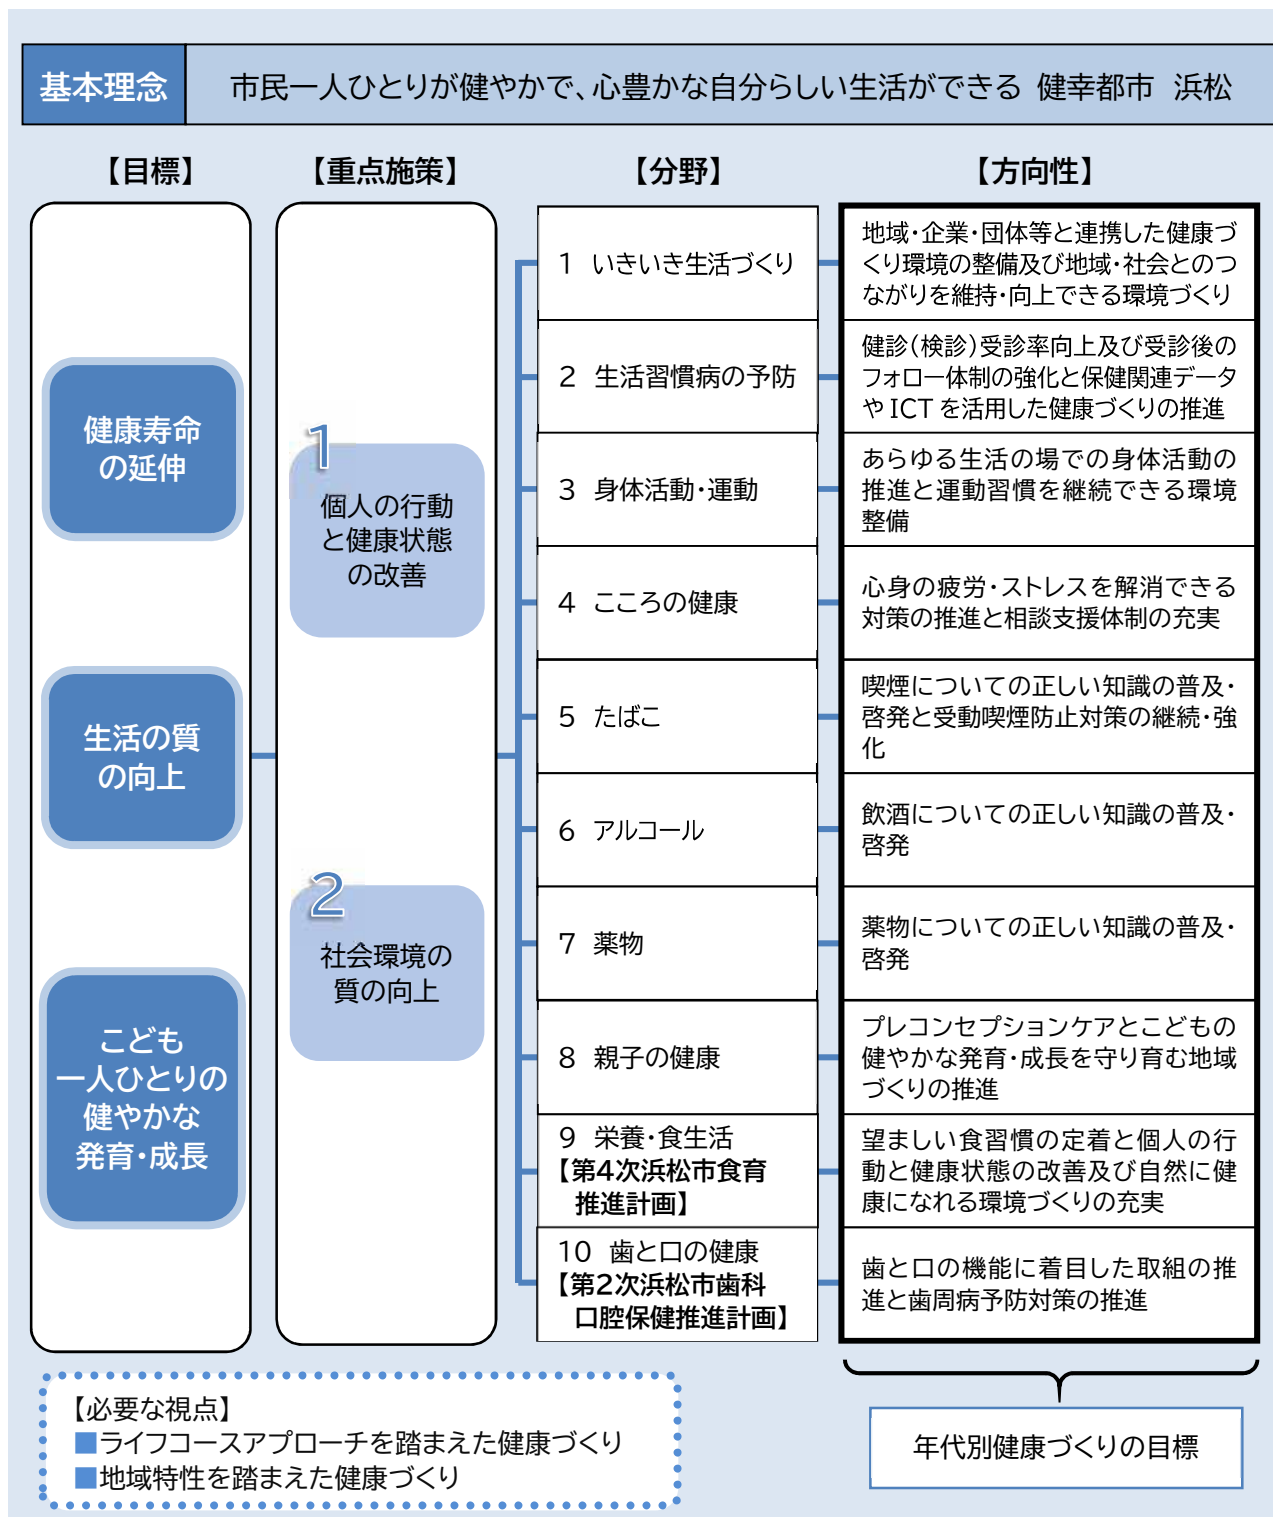 基本理念
市民一人ひとりが健やかで、心豊かな自分らしい生活ができる 健幸都市 浜松
【目標】
【重点施策】
【分野】
【方向性】
健康寿命
の延伸
生活の質
の向上
こども
一人ひとりの
健やかな
発育・成長
1
個人の行動
と健康状態
の改善
2
社会環境の
質の向上
1 いきいき生活づくり
地域・企業・団体等と連携した健康づ
くり環境の整備及び地域・社会とのつ
ながりを維持・向上できる環境づくり
2 生活習慣病の予防
健診(検診)受診率向上及び受診後の
フォロー体制の強化と保健関連データ
や ICT を活用した健康づくりの推進
3 身体活動・運動
あらゆる生活の場での身体活動の
推進と運動習慣を継続できる環境
整備
4 こころの健康
心身の疲労・ストレスを解消できる
対策の推進と相談支援体制の充実
5 たばこ
喫煙についての正しい知識の普及・
啓発と受動喫煙防止対策の継続・強
化
6 アルコール
飲酒についての正しい知識の普及・
啓発
7 薬物
薬物についての正しい知識の普及・
啓発
8 親子の健康
プレコンセプションケアとこどもの
健やかな発育・成長を守り育む地域
づくりの推進
9 栄養・食生活
【第4次浜松市食育
推進計画】
望ましい食習慣の定着と個人の行
動と健康状態の改善及び自然に健
康になれる環境づくりの充実
10 歯と口の健康
【第2次浜松市歯科
口腔保健推進計画】
歯と口の機能に着目した取組の推
進と歯周病予防対策の推進
【必要な視点】
■ライフコースアプローチを踏まえた健康づくり
■地域特性を踏まえた健康づくり
年代別健康づくりの目標